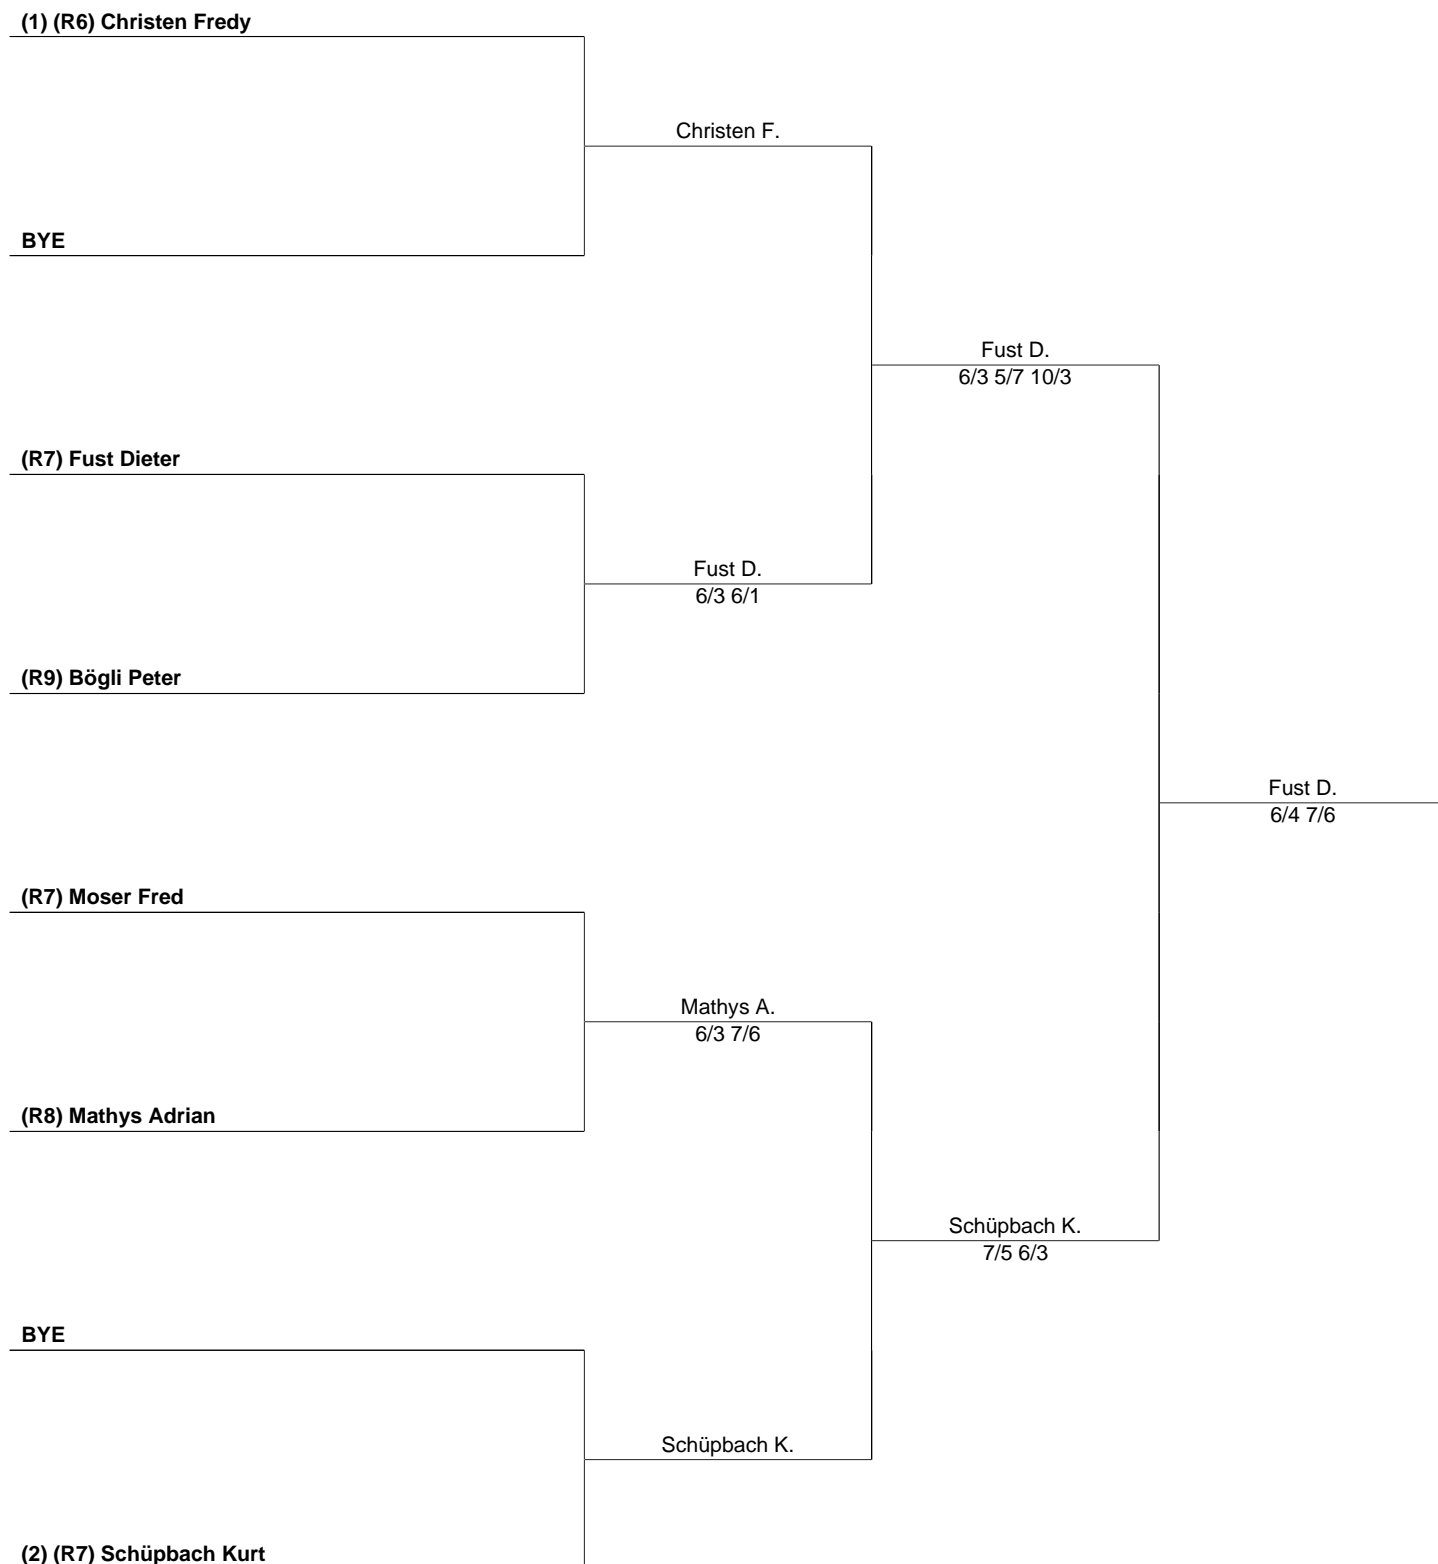 (1) (R6) Christen Fredy
Christen F.
BYE
Fust D.
6/3 5/7 10/3
(R7) Fust Dieter
Fust D.
6/3 6/1
(R9) Bögli Peter
Fust D.
6/4 7/6
(R7) Moser Fred
Mathys A.
6/3 7/6
(R8) Mathys Adrian
Schüpbach K.
7/5 6/3
BYE
Schüpbach K.
(2) (R7) Schüpbach Kurt